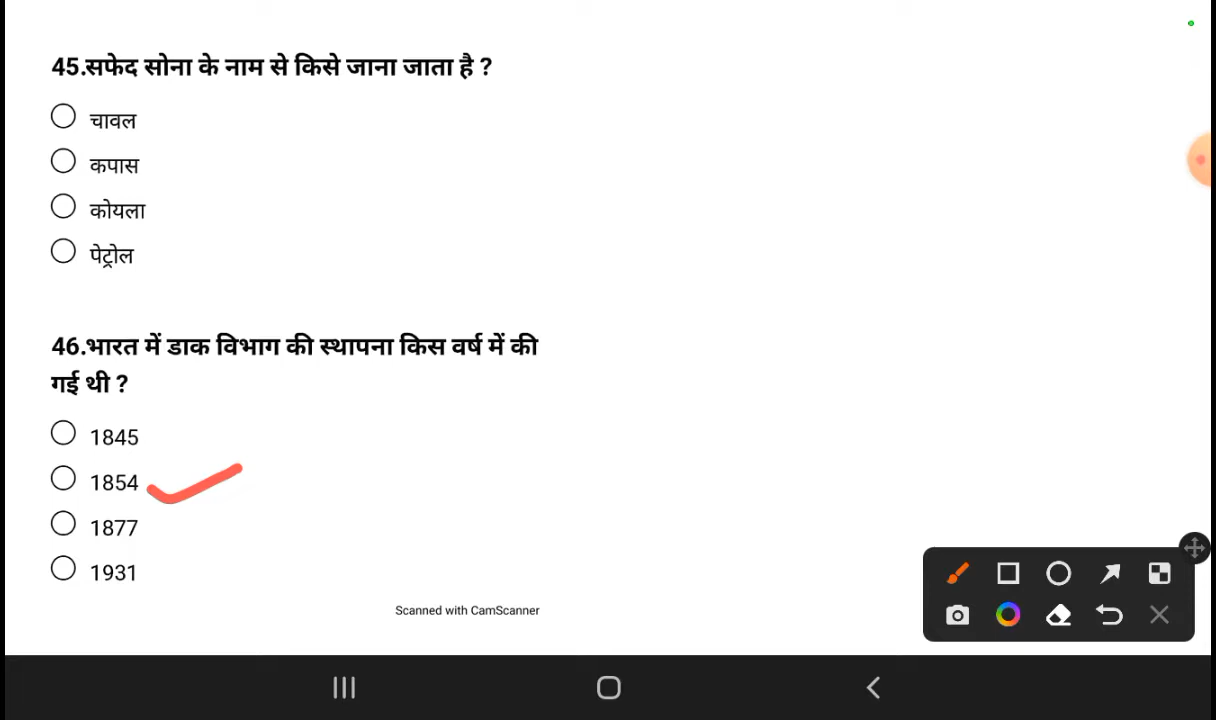 45.सफेद सोना के नाम से किसे जाना जाता है ?
चावल
कपास
कोयला
पेट्रोल
46.भारत में डाक विभाग की स्थापना किस वर्ष में की
गई थी ?
1845
1854
1877
1931
Scanned with CamScanner